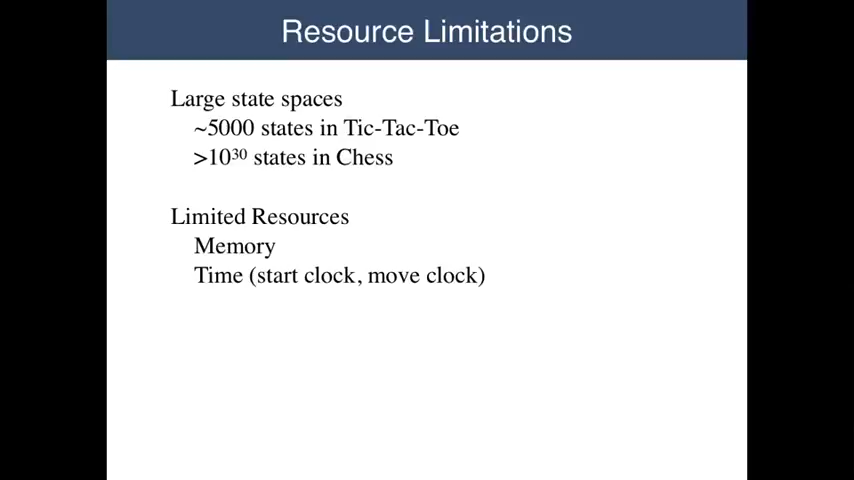 Resource Limitations
Large state spaces
~5000 states in Tic-Tac-Toe
>10³⁰ states in Chess
Limited Resources
Memory
Time (start clock, move clock)